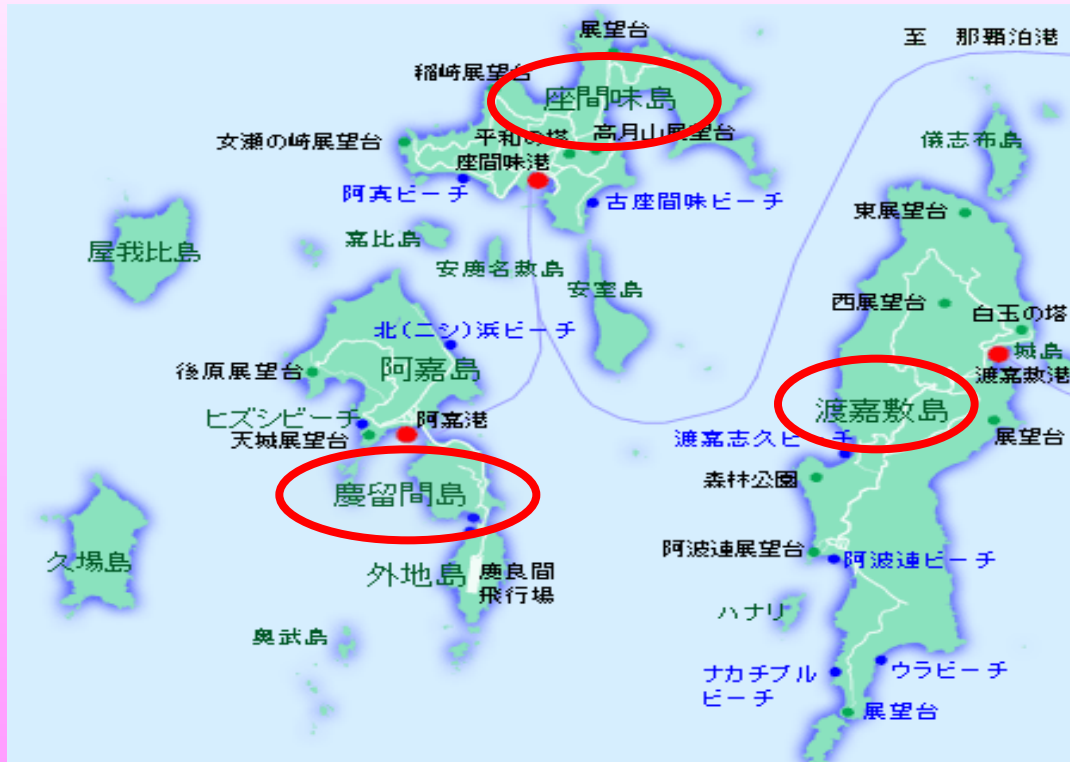 展望台
至 那覇泊港
稲崎展望台
座間味島
女瀬の崎展望台
平和の塔
高月山展望台
儀志布島
座間味港
阿真ビーチ
古座間味ビーチ
東展望台
嘉比島
屋我比島
安慶名敷島
安室島
西展望台
白玉の塔
北(ニシ)浜ビーチ
城島
後原展望台
阿嘉島
渡嘉敷港
ヒズシビーチ
阿嘉港
渡嘉敷島
天城展望台
渡嘉志久ビーチ
展望台
慶留間島
森林公園
久場島
阿波連展望台
阿波連ビーチ
外地島
慶良間
飛行場
ハナリ
奥武島
ナカチブル
ビーチ
ウラビーチ
展望台